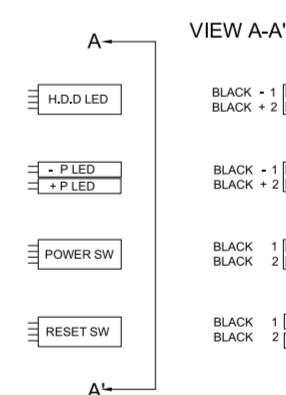 A
VIEW A-A'
H.D.D LED
BLACK - 1
BLACK + 2
- P LED
+ P LED
BLACK - 1
BLACK + 2
POWER SW
BLACK 1
BLACK 2
RESET SW
BLACK 1
BLACK 2
A'